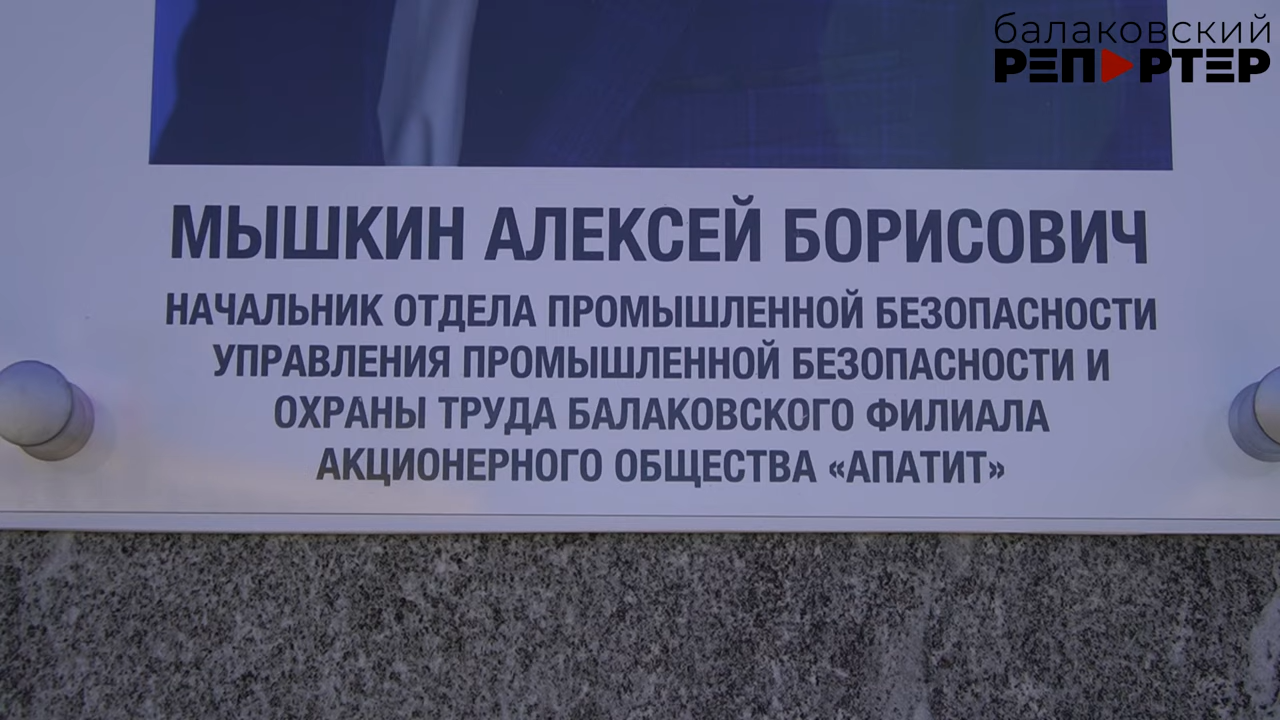 балаковский
РЕПОРТЕР
МЫШКИН АЛЕКСЕЙ БОРИСОВИЧ
НАЧАЛЬНИК ОТДЕЛА ПРОМЫШЛЕННОЙ БЕЗОПАСНОСТИ
УПРАВЛЕНИЯ ПРОМЫШЛЕННОЙ БЕЗОПАСНОСТИ И
ОХРАНЫ ТРУДА БАЛАКОВСКОГО ФИЛИАЛА
АКЦИОНЕРНОГО ОБЩЕСТВА «АПАТИТ»